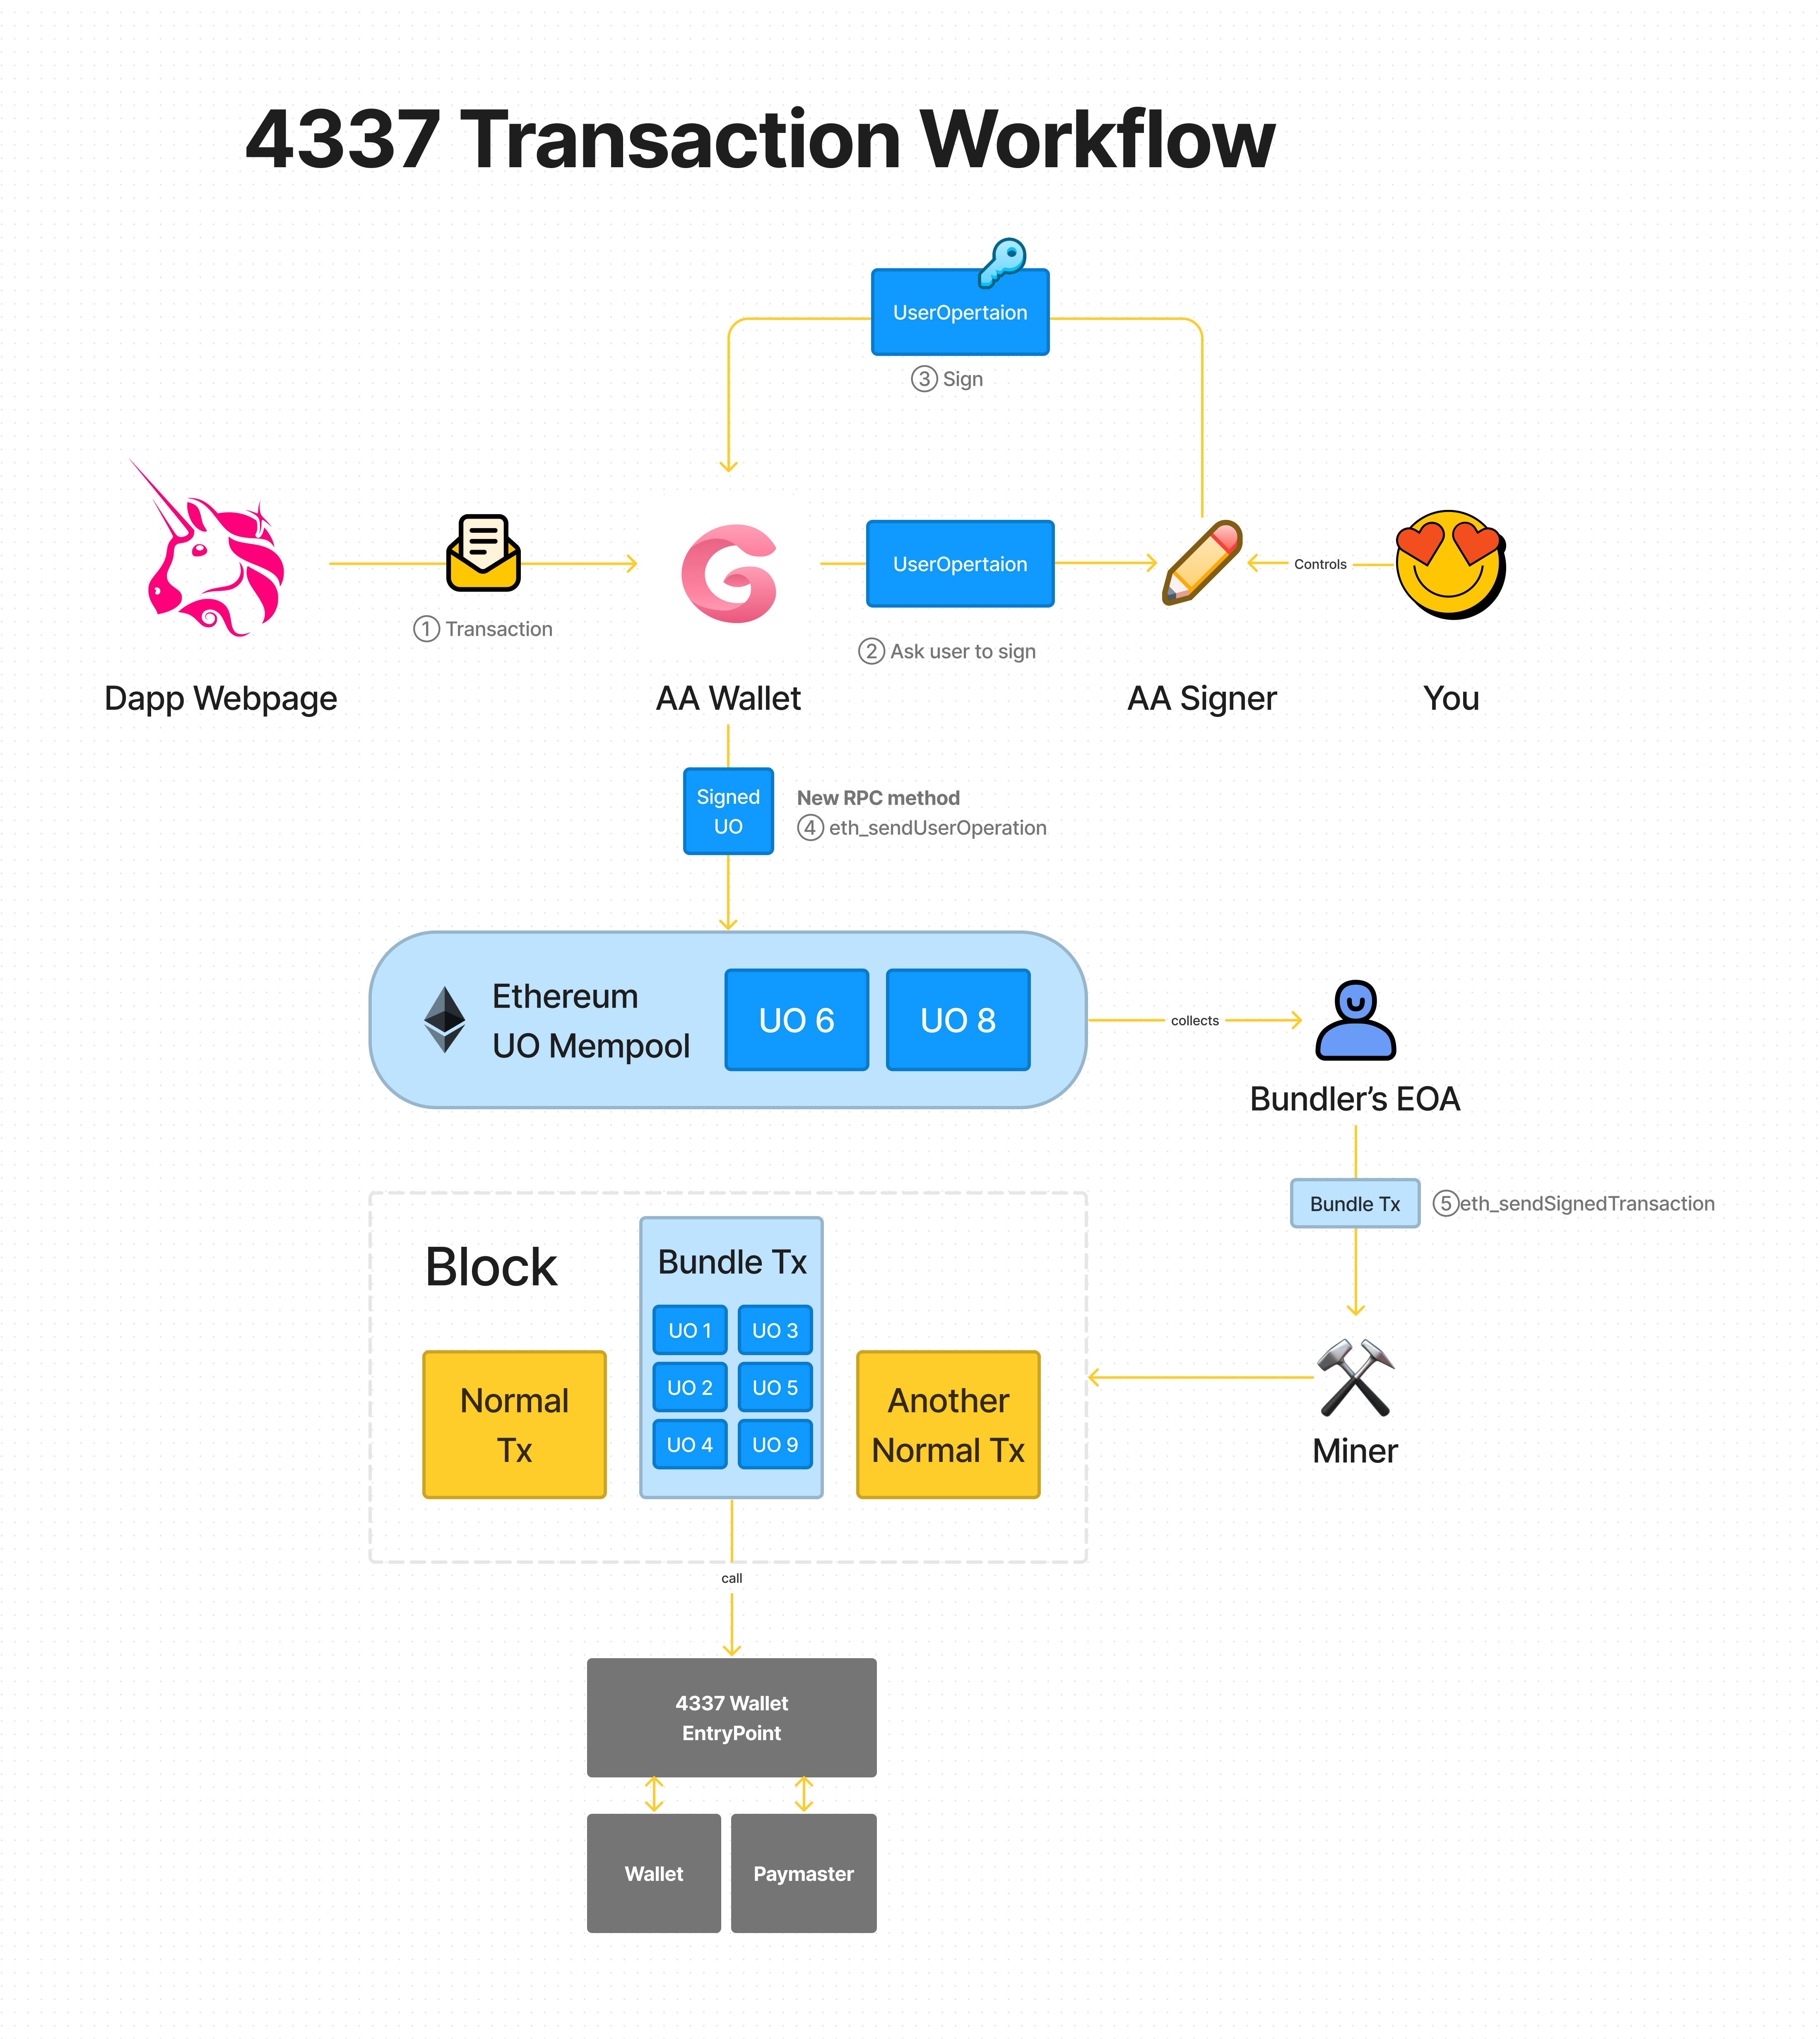 4337 Transaction Workflow
UserOpertaion
③ Sign
UserOpertaion
Controls
① Transaction
② Ask user to sign
Dapp Webpage
AA Wallet
AA Signer
You
Signed
UO
New RPC method
④ eth_sendUserOperation
Ethereum
UO Mempool
UO 6
UO 8
collects
Bundler’s EOA
Bundle Tx
⑤eth_sendSignedTransaction
Block
Bundle Tx
UO 1
UO 3
UO 2
UO 5
UO 4
UO 9
Normal
Tx
Another
Normal Tx
Miner
call
4337 Wallet
EntryPoint
Wallet
Paymaster